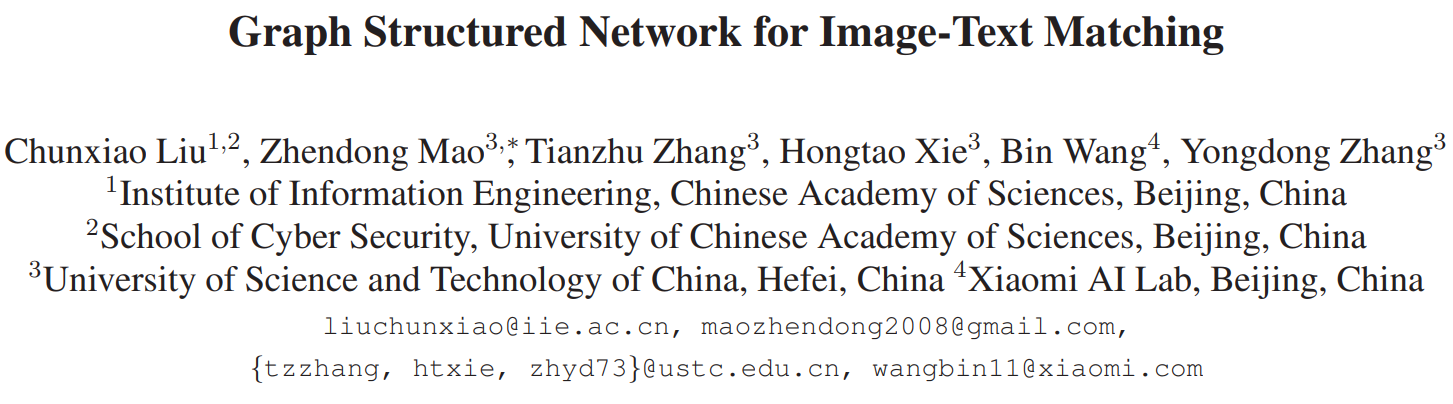 Graph Structured Network for Image-Text Matching
Chunxiao Liu1,2, Zhendong Mao3,*, Tianzhu Zhang3, Hongtao Xie3, Bin Wang4, Yongdong Zhang3
1Institute of Information Engineering, Chinese Academy of Sciences, Beijing, China
2School of Cyber Security, University of Chinese Academy of Sciences, Beijing, China
3University of Science and Technology of China, Hefei, China 4Xiaomi AI Lab, Beijing, China
liuchunxiao@iie.ac.cn, maozhendong2008@gmail.com,
{tzzhang, htxie, zhyd73}@ustc.edu.cn, wangbin11@xiaomi.com